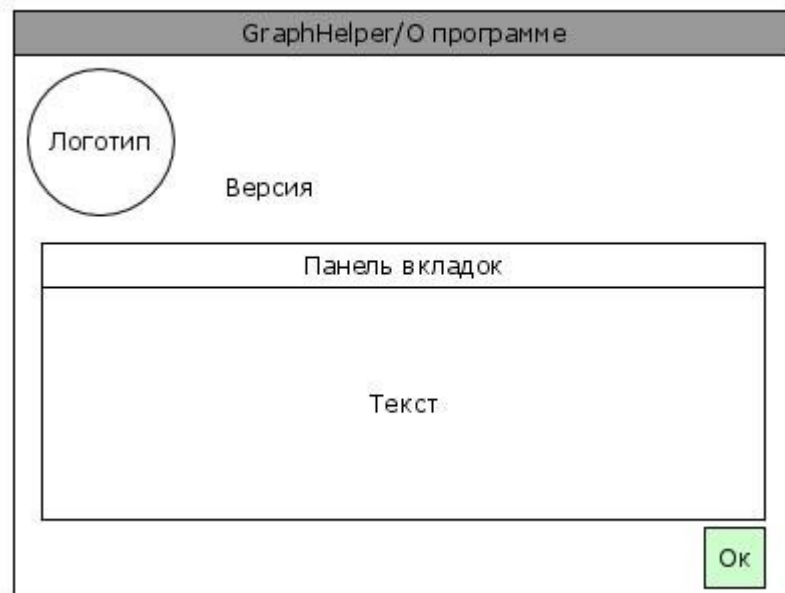 GraphHelper/О программе
Логотип
Версия
Панель вкладок
Текст
Ок